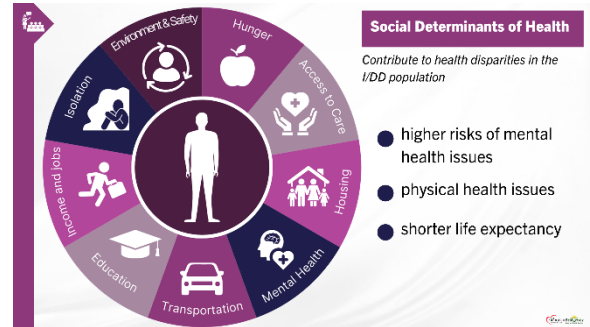 Social Determinants of Health
Contribute to health disparities in the
I/DD population
higher risks of mental
health issues
physical health issues
shorter life expectancy
Environment & Safety
Hunger
Access to Care
Housing
Mental Health
Transportation
Education
Income and jobs
Isolation